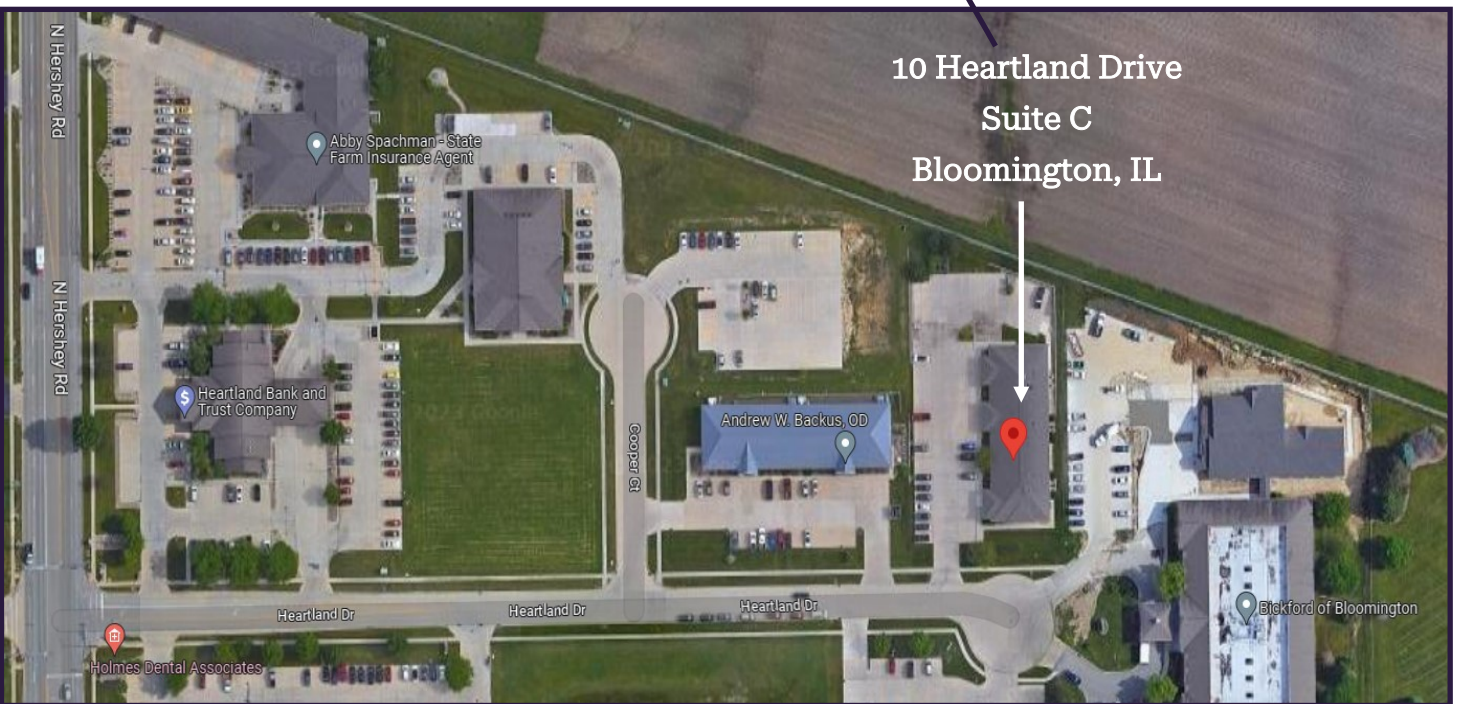 10 Heartland Drive
Suite C
Bloomington, IL
N Hershey Rd
Abby Spachman - State
Farm Insurance Agent
N Hershey Rd
Heartland Bank and
Trust Company
Andrew W. Backus, OD
Cooper Ct
Heartland Dr
Heartland Dr
Heartland Dr
Bickford of Bloomington
Holmes Dental Associates